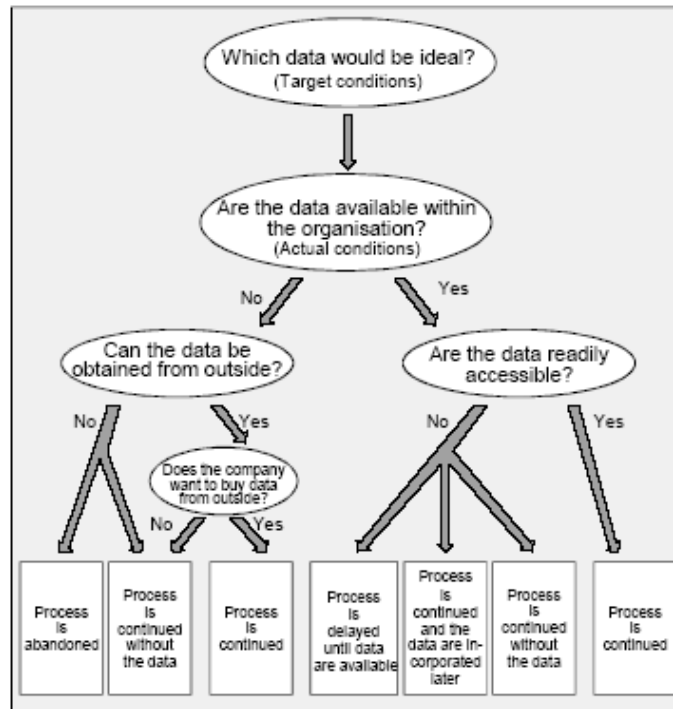 Which data would be ideal?
(Target conditions)
Are the data available within
the organisation?
(Actual conditions)
No
Yes
Can the data be
obtained from outside?
Are the data readily
accessible?
No
Yes
No
Yes
Does the company
want to buy data
from outside?
No
Yes
Process
is
abandoned
Process
is
continued
without
the data
Process
is
continued
Process
is
delayed
until data
are available
Process
is
continued
and the
data are in-
corporated
later
Process
is
continued
without
the data
Process
is
continued